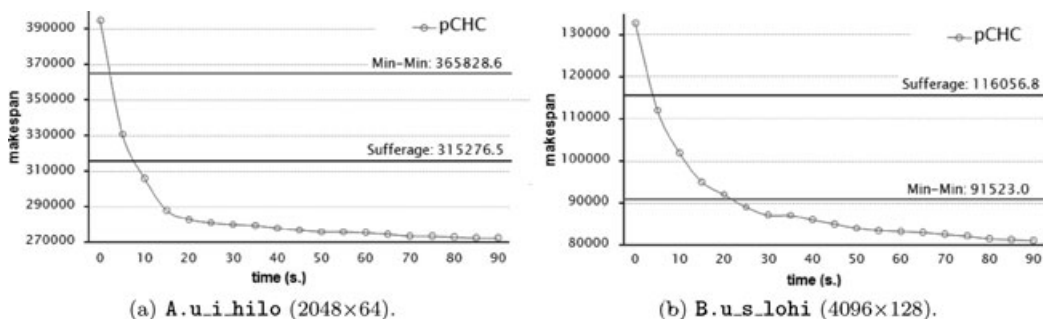 390000
370000
350000
330000
310000
290000
270000
makespan
pCHC
Min-Min: 365828.6
Sufferage: 315276.5
0 10 20 30 40 50 60 70 80 90
time (s.)
(a) A.u_i_hilo (2048×64).
130000
120000
110000
100000
90000
80000
makespan
pCHC
Sufferage: 116056.8
Min-Min: 91523.0
0 10 20 30 40 50 60 70 80 90
time (s.)
(b) B.u_s_lohi (4096×128).